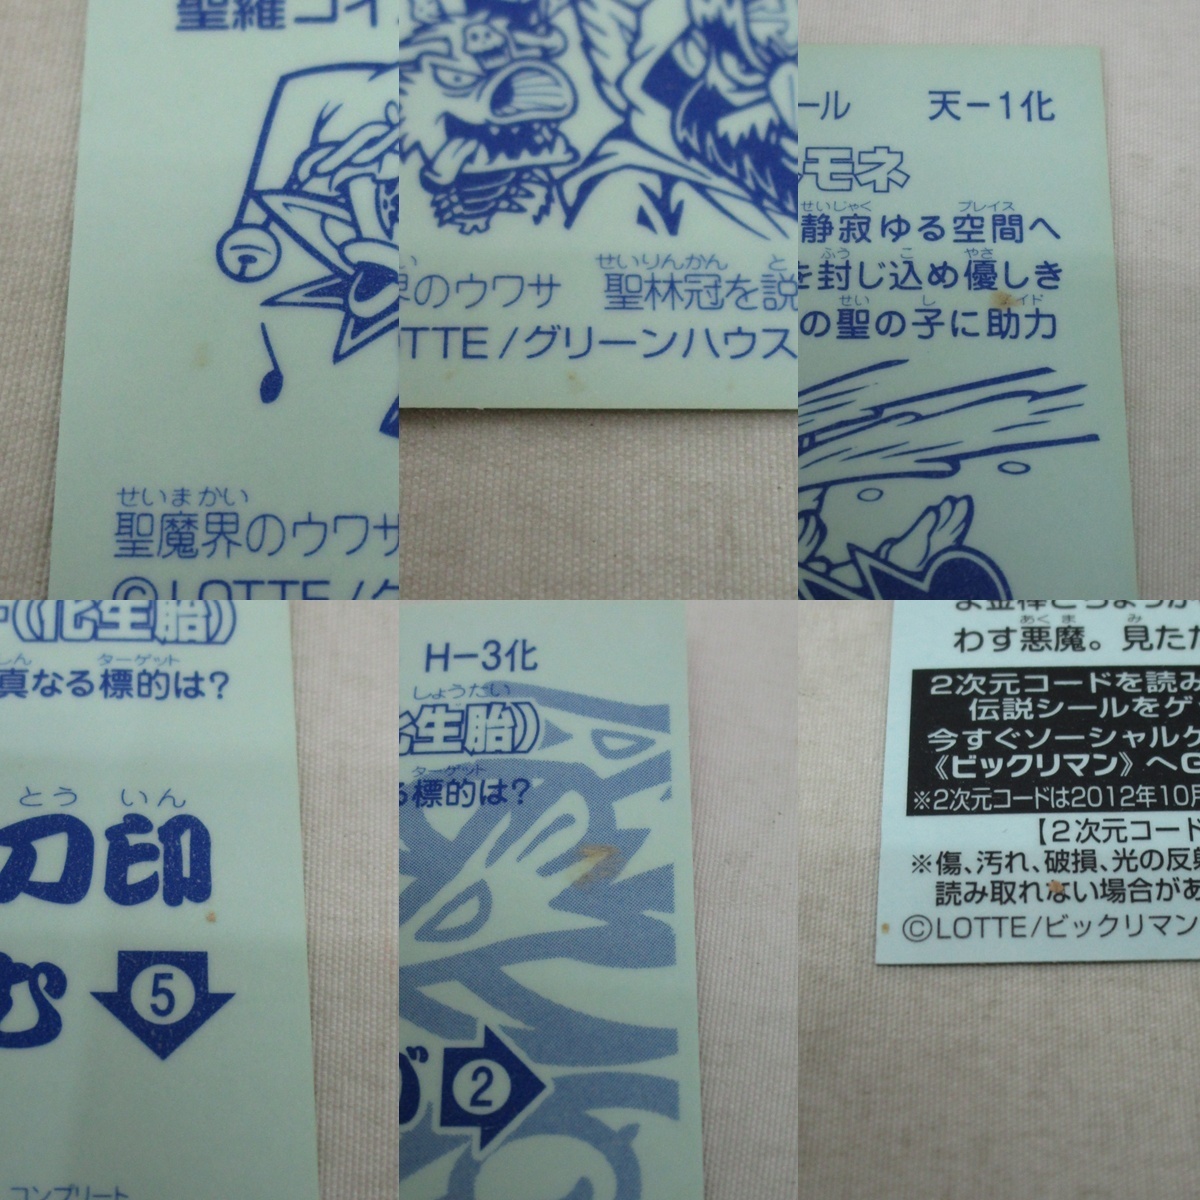 聖羅コイ
せいまかい
聖魔界のウワサ
©LOTTE/グ
せいりんかん と
界のウワサ 聖林冠を説
TTE/グリーンハウス
ール 天－1化
モネ
せいじゃく プレイス
静寂ゆる空間へ
ふう こ やさ
を封じ込め優しき
せい し エイド
の聖の子に助力
(化生胎)
しん ターゲット
真なる標的は?
とういん
刀印
む
5
コンプリート
H－3化
しょうたい
化生胎)
ターゲット
る標的は?
2
あくま み
わす悪魔。見た
2次元コードを読み
伝説シールをゲ
今すぐソーシャルゲ
《ビックリマン》へG
※2次元コードは2012年10月
【2次元コード
※傷、汚れ、破損、光の反射
読み取れない場合があ
©LOTTE/ビックリマン